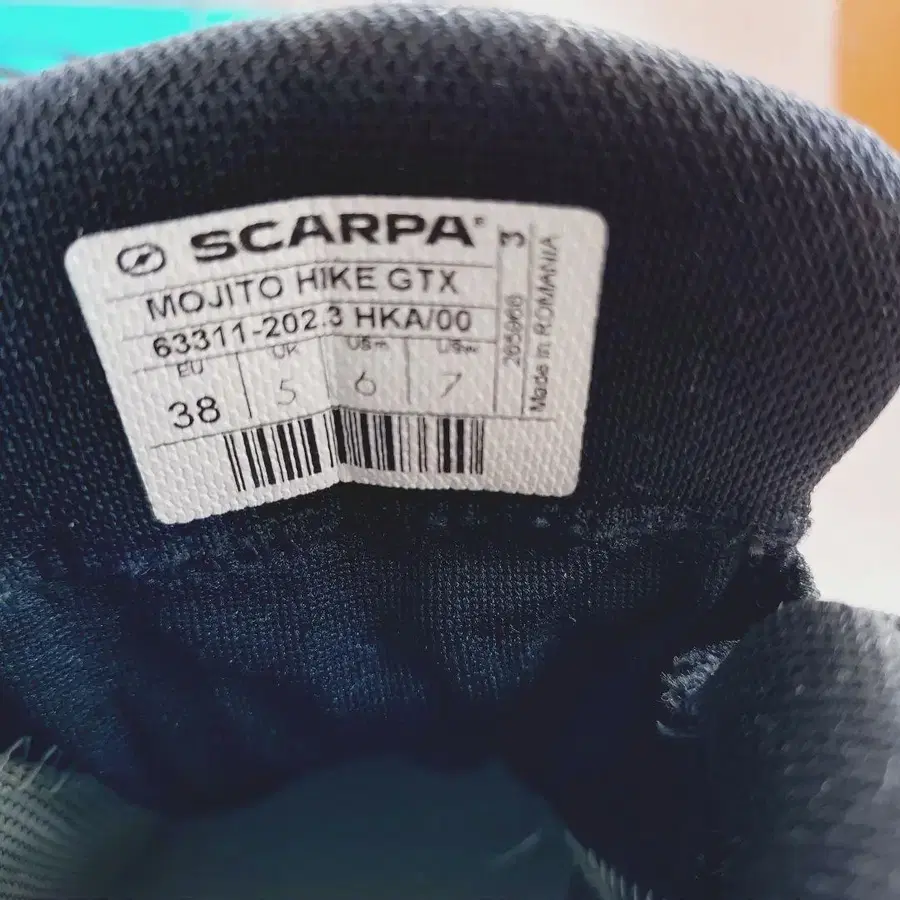 SCARPA®
MOJITO HIKE GTX
63311-202.3 HKA/00
EU UK USm USw
38 5 6 7
265966 3
Made in ROMANIA